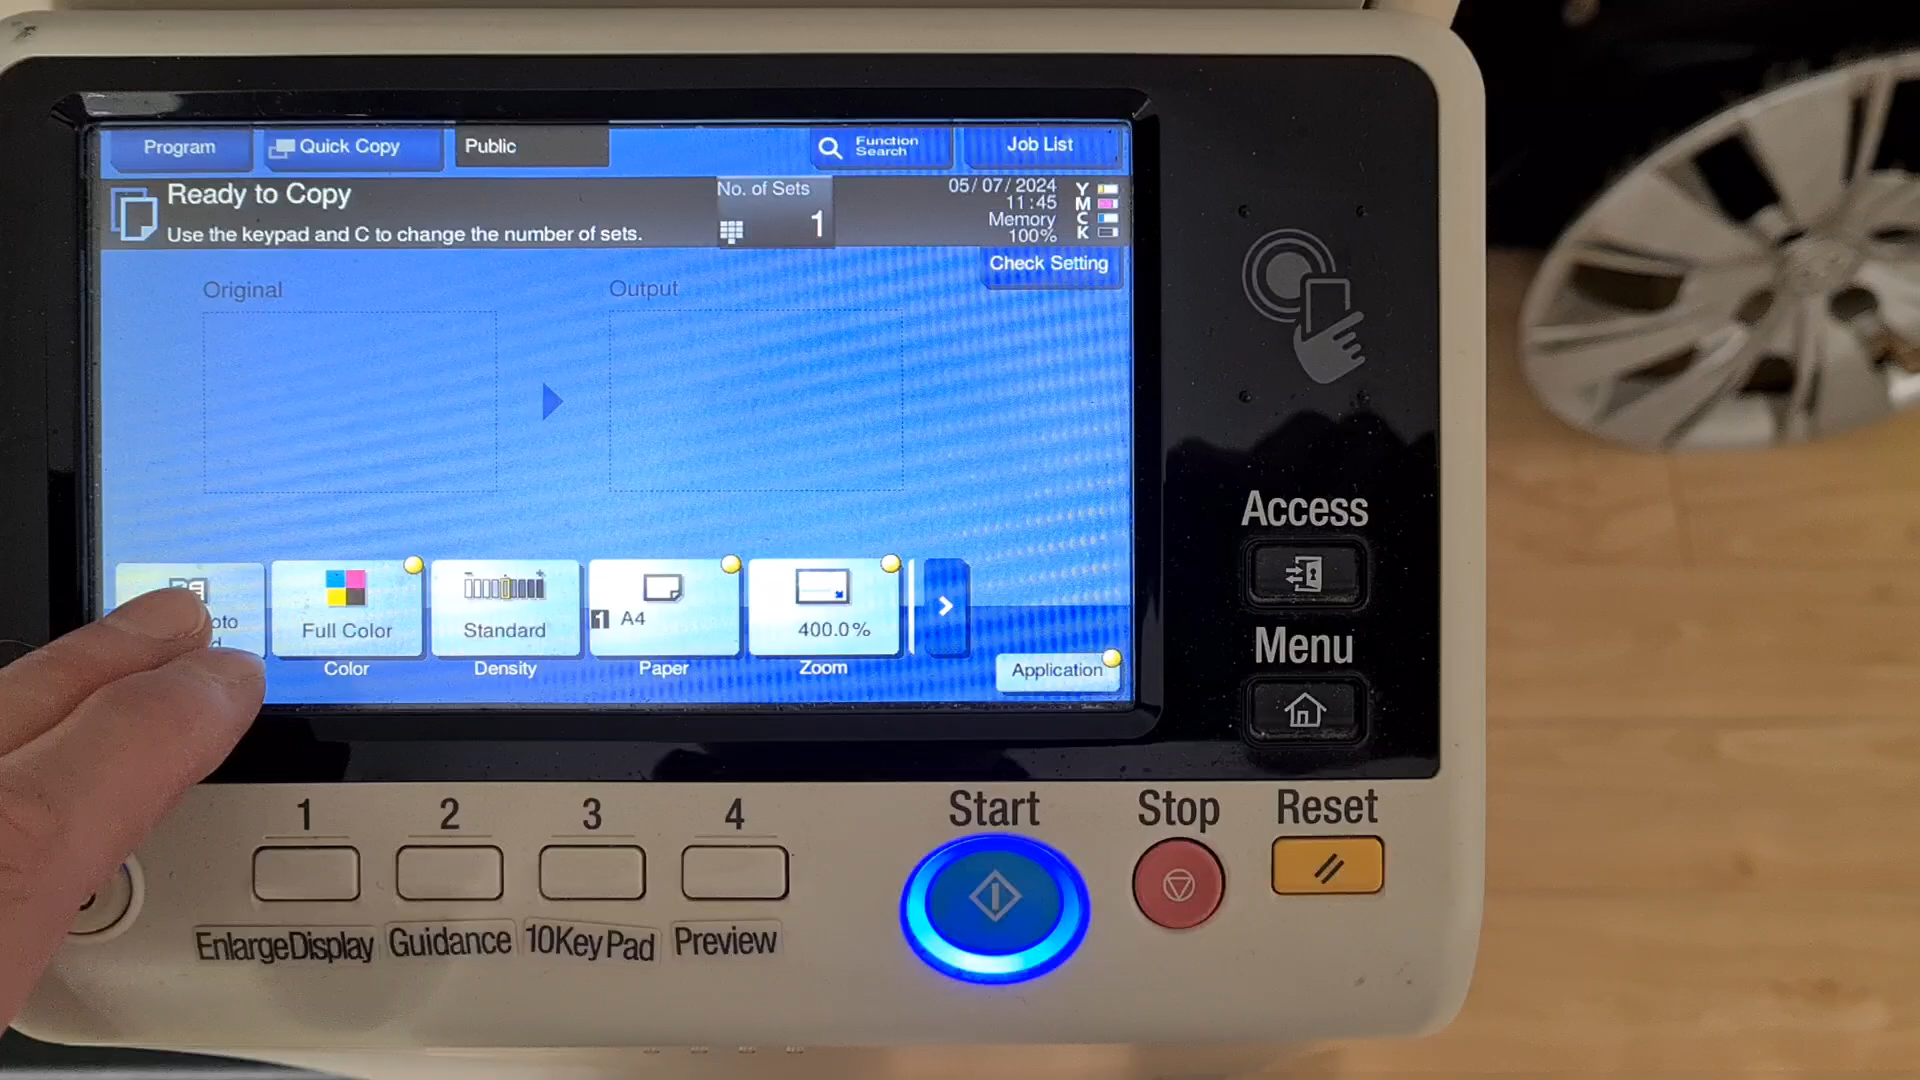 Program
Quick Copy
Public
Function
Search
Job List
Ready to Copy
Use the keypad and C to change the number of sets.
No. of Sets
1
05/07/2024
11:45
Memory
100%
Y
M
C
K
Check Setting
Original
Output
Full Color
- +
Standard
1 A4
400.0%
Color
Density
Paper
Zoom
Application
Access
Menu
1
2
3
4
Start
Stop
Reset
EnlargeDisplay
Guidance
10KeyPad
Preview